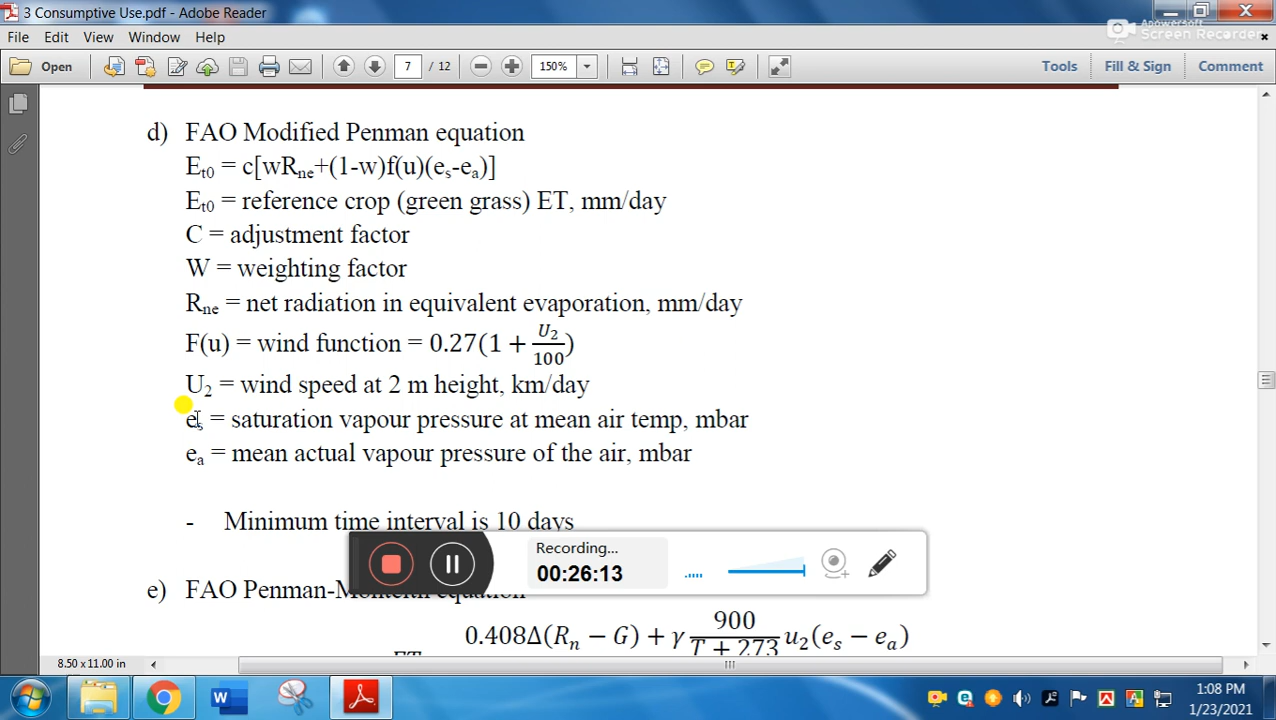 3 Consumptive Use.pdf - Adobe Reader
Apowersoft
Screen Recorder
File Edit View Window Help
Open 7 / 12 150% Tools Fill & Sign Comment
d) FAO Modified Penman equation
Et0 = c[wRne+(1-w)f(u)(es-ea)]
Et0 = reference crop (green grass) ET, mm/day
C = adjustment factor
W = weighting factor
Rne = net radiation in equivalent evaporation, mm/day
F(u) = wind function = 0.27(1 + U2/100)
U2 = wind speed at 2 m height, km/day
es = saturation vapour pressure at mean air temp, mbar
ea = mean actual vapour pressure of the air, mbar
- Minimum time interval is 10 days
Recording...
00:26:13
e) FAO Penman-Monteith equation
0.408Δ(Rn − G) + γ 900/T + 273 u2(es − ea)
8.50 x 11.00 in
1:08 PM
1/23/2021